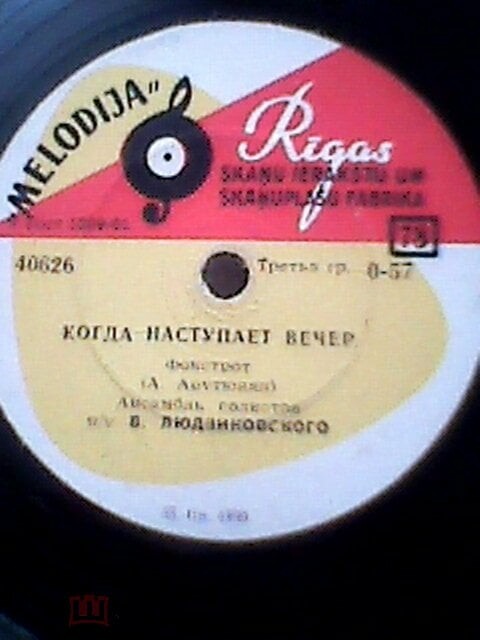 "MELODIJA"
Rīgas
SKAŅU IERAKSTU UN
SKAŅUPLAŠU FABRIKA
78
40626
Третья гр. 0-57
КОГДА НАСТУПАЕТ ВЕЧЕР
Фокстрот
(А. Арутюнян)
Ансамбль солистов
п/у В. ЛЮДВИКОВСКОГО